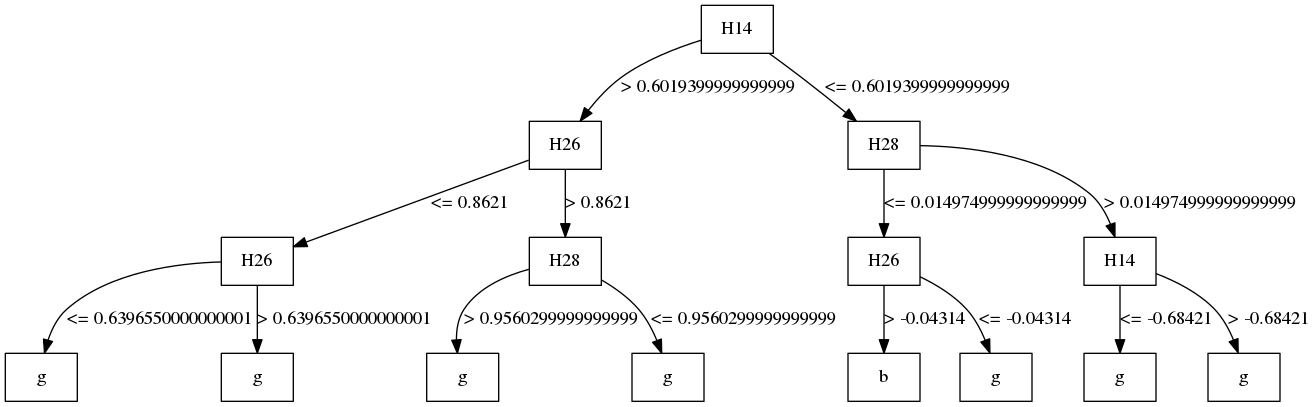 H14
> 0.6019399999999999
<= 0.6019399999999999
H26
H28
<= 0.8621
> 0.8621
<= 0.014974999999999999
> 0.014974999999999999
H26
H28
H26
H14
<= 0.6396550000000001
> 0.6396550000000001
> 0.9560299999999999
<= 0.9560299999999999
> -0.04314
<= -0.04314
<= -0.68421
> -0.68421
g
g
g
g
b
g
g
g